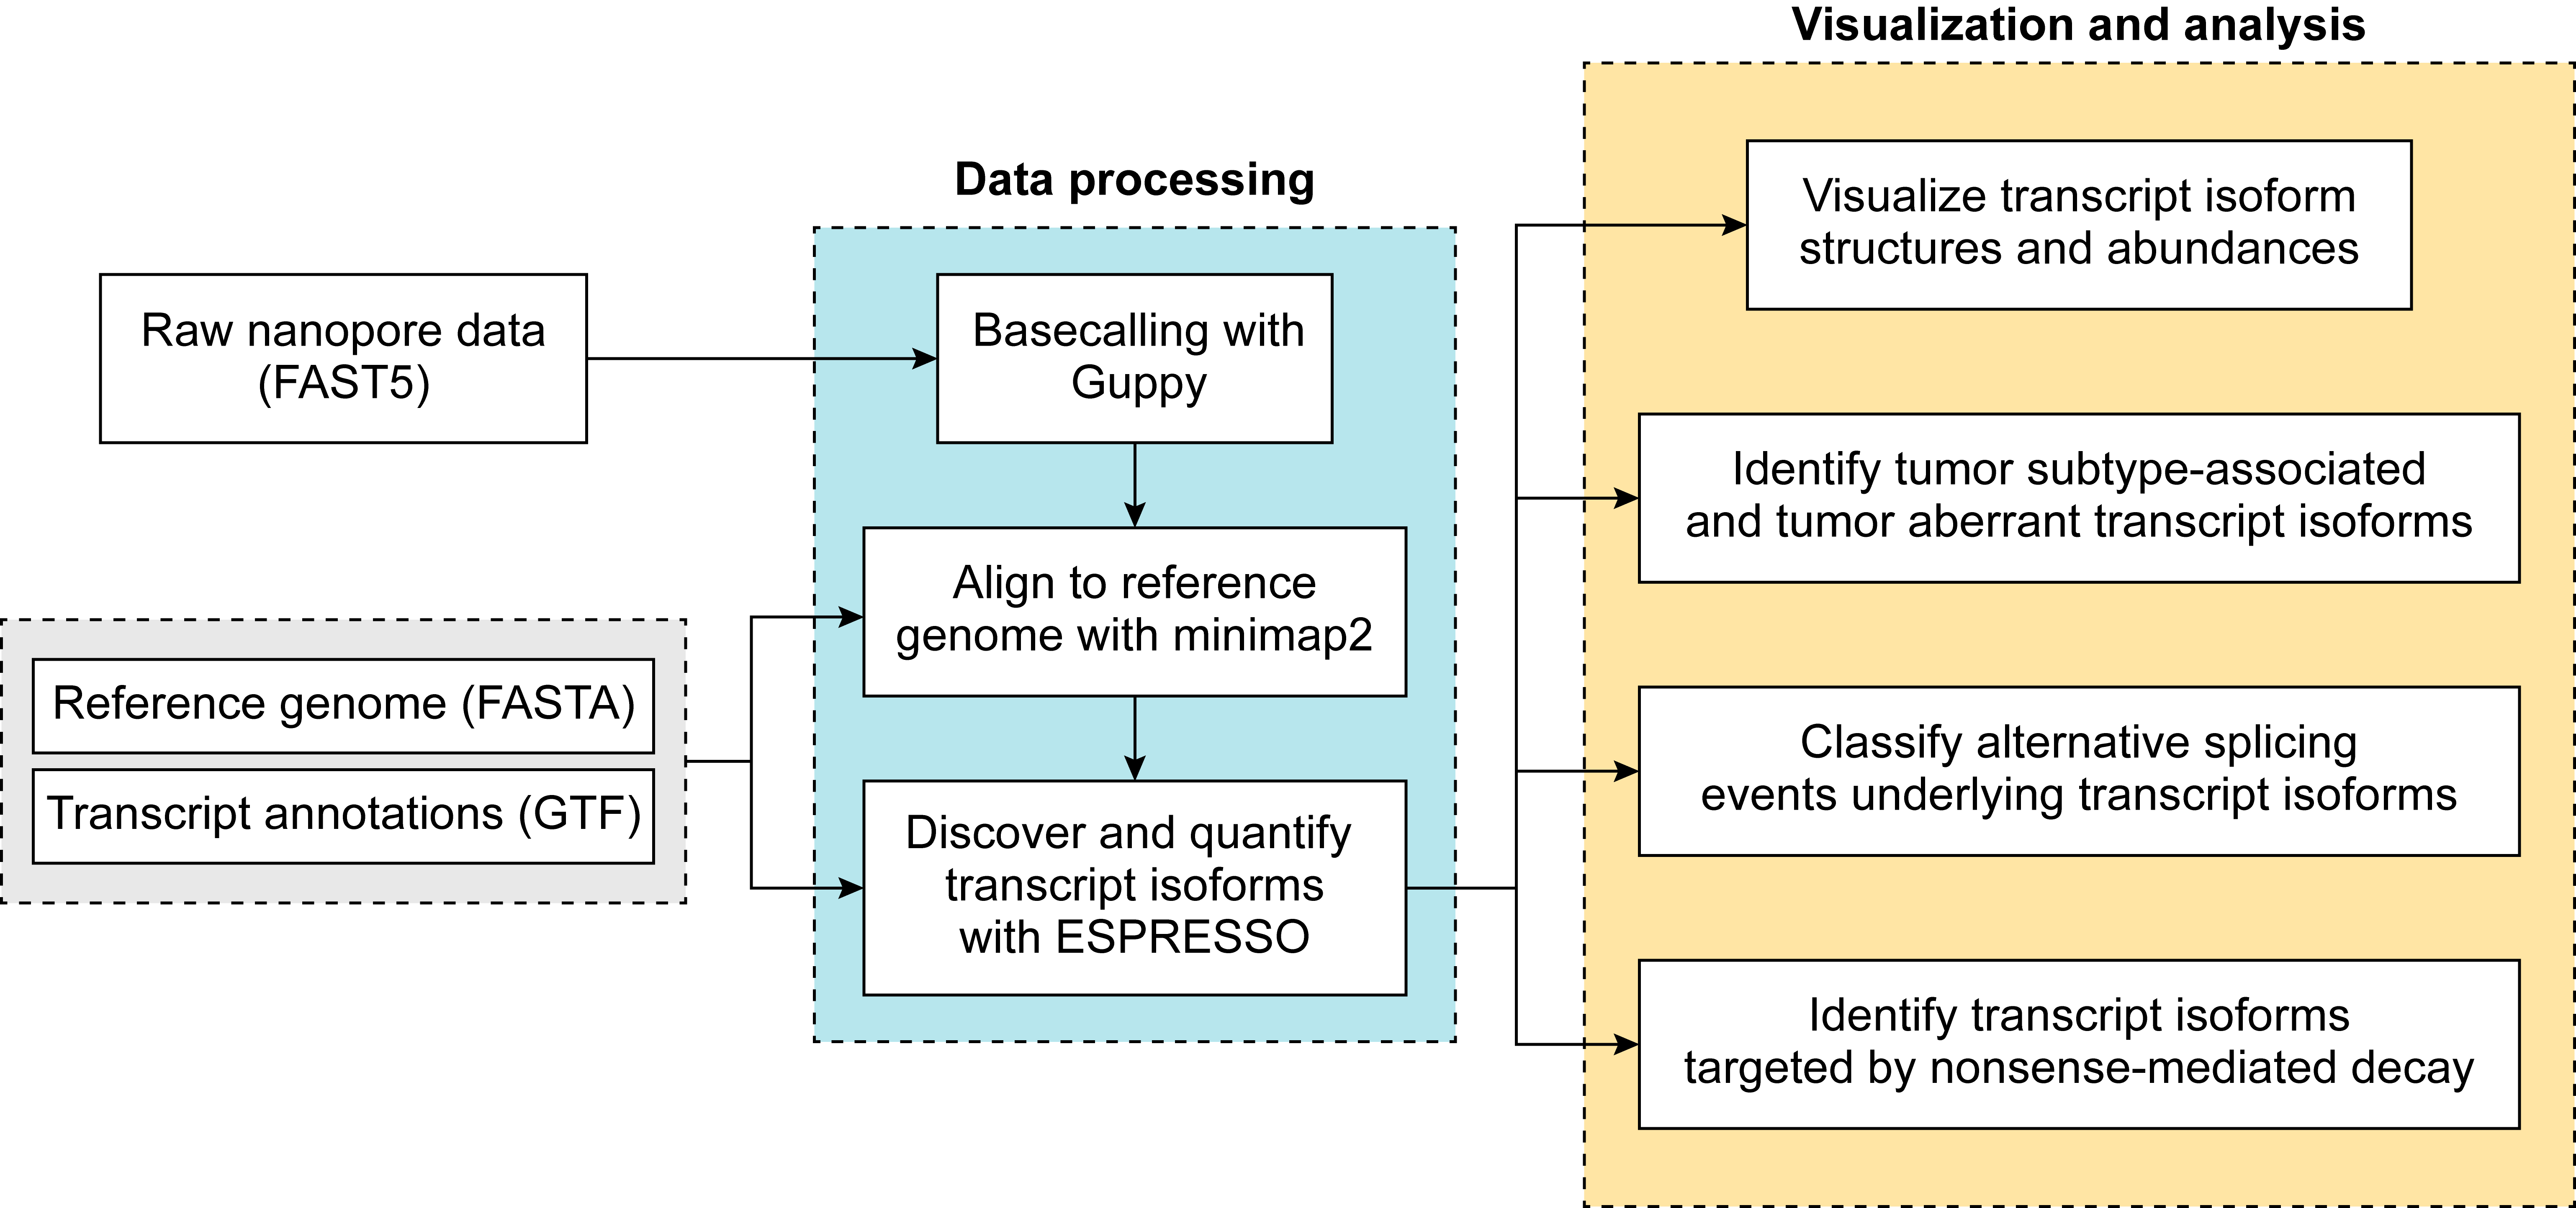 Visualization and analysis
Data processing
Raw nanopore data
(FAST5)
Reference genome (FASTA)
Transcript annotations (GTF)
Basecalling with
Guppy
Align to reference
genome with minimap2
Discover and quantify
transcript isoforms
with ESPRESSO
Visualize transcript isoform
structures and abundances
Identify tumor subtype-associated
and tumor aberrant transcript isoforms
Classify alternative splicing
events underlying transcript isoforms
Identify transcript isoforms
targeted by nonsense-mediated decay